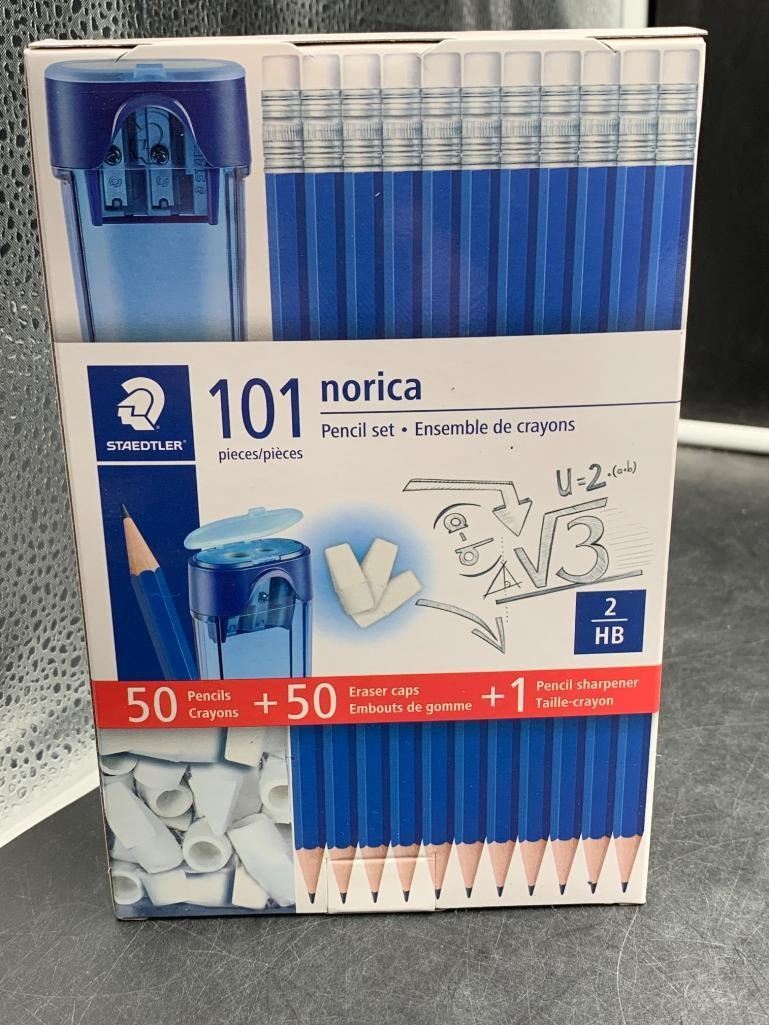 STAEDTLER
101
pieces/pièces
norica
Pencil set • Ensemble de crayons
u=2·(a·b)
√3
2
HB
50 Pencils
Crayons
+50 Eraser caps
Embouts de gomme
+1 Pencil sharpener
Taille-crayon